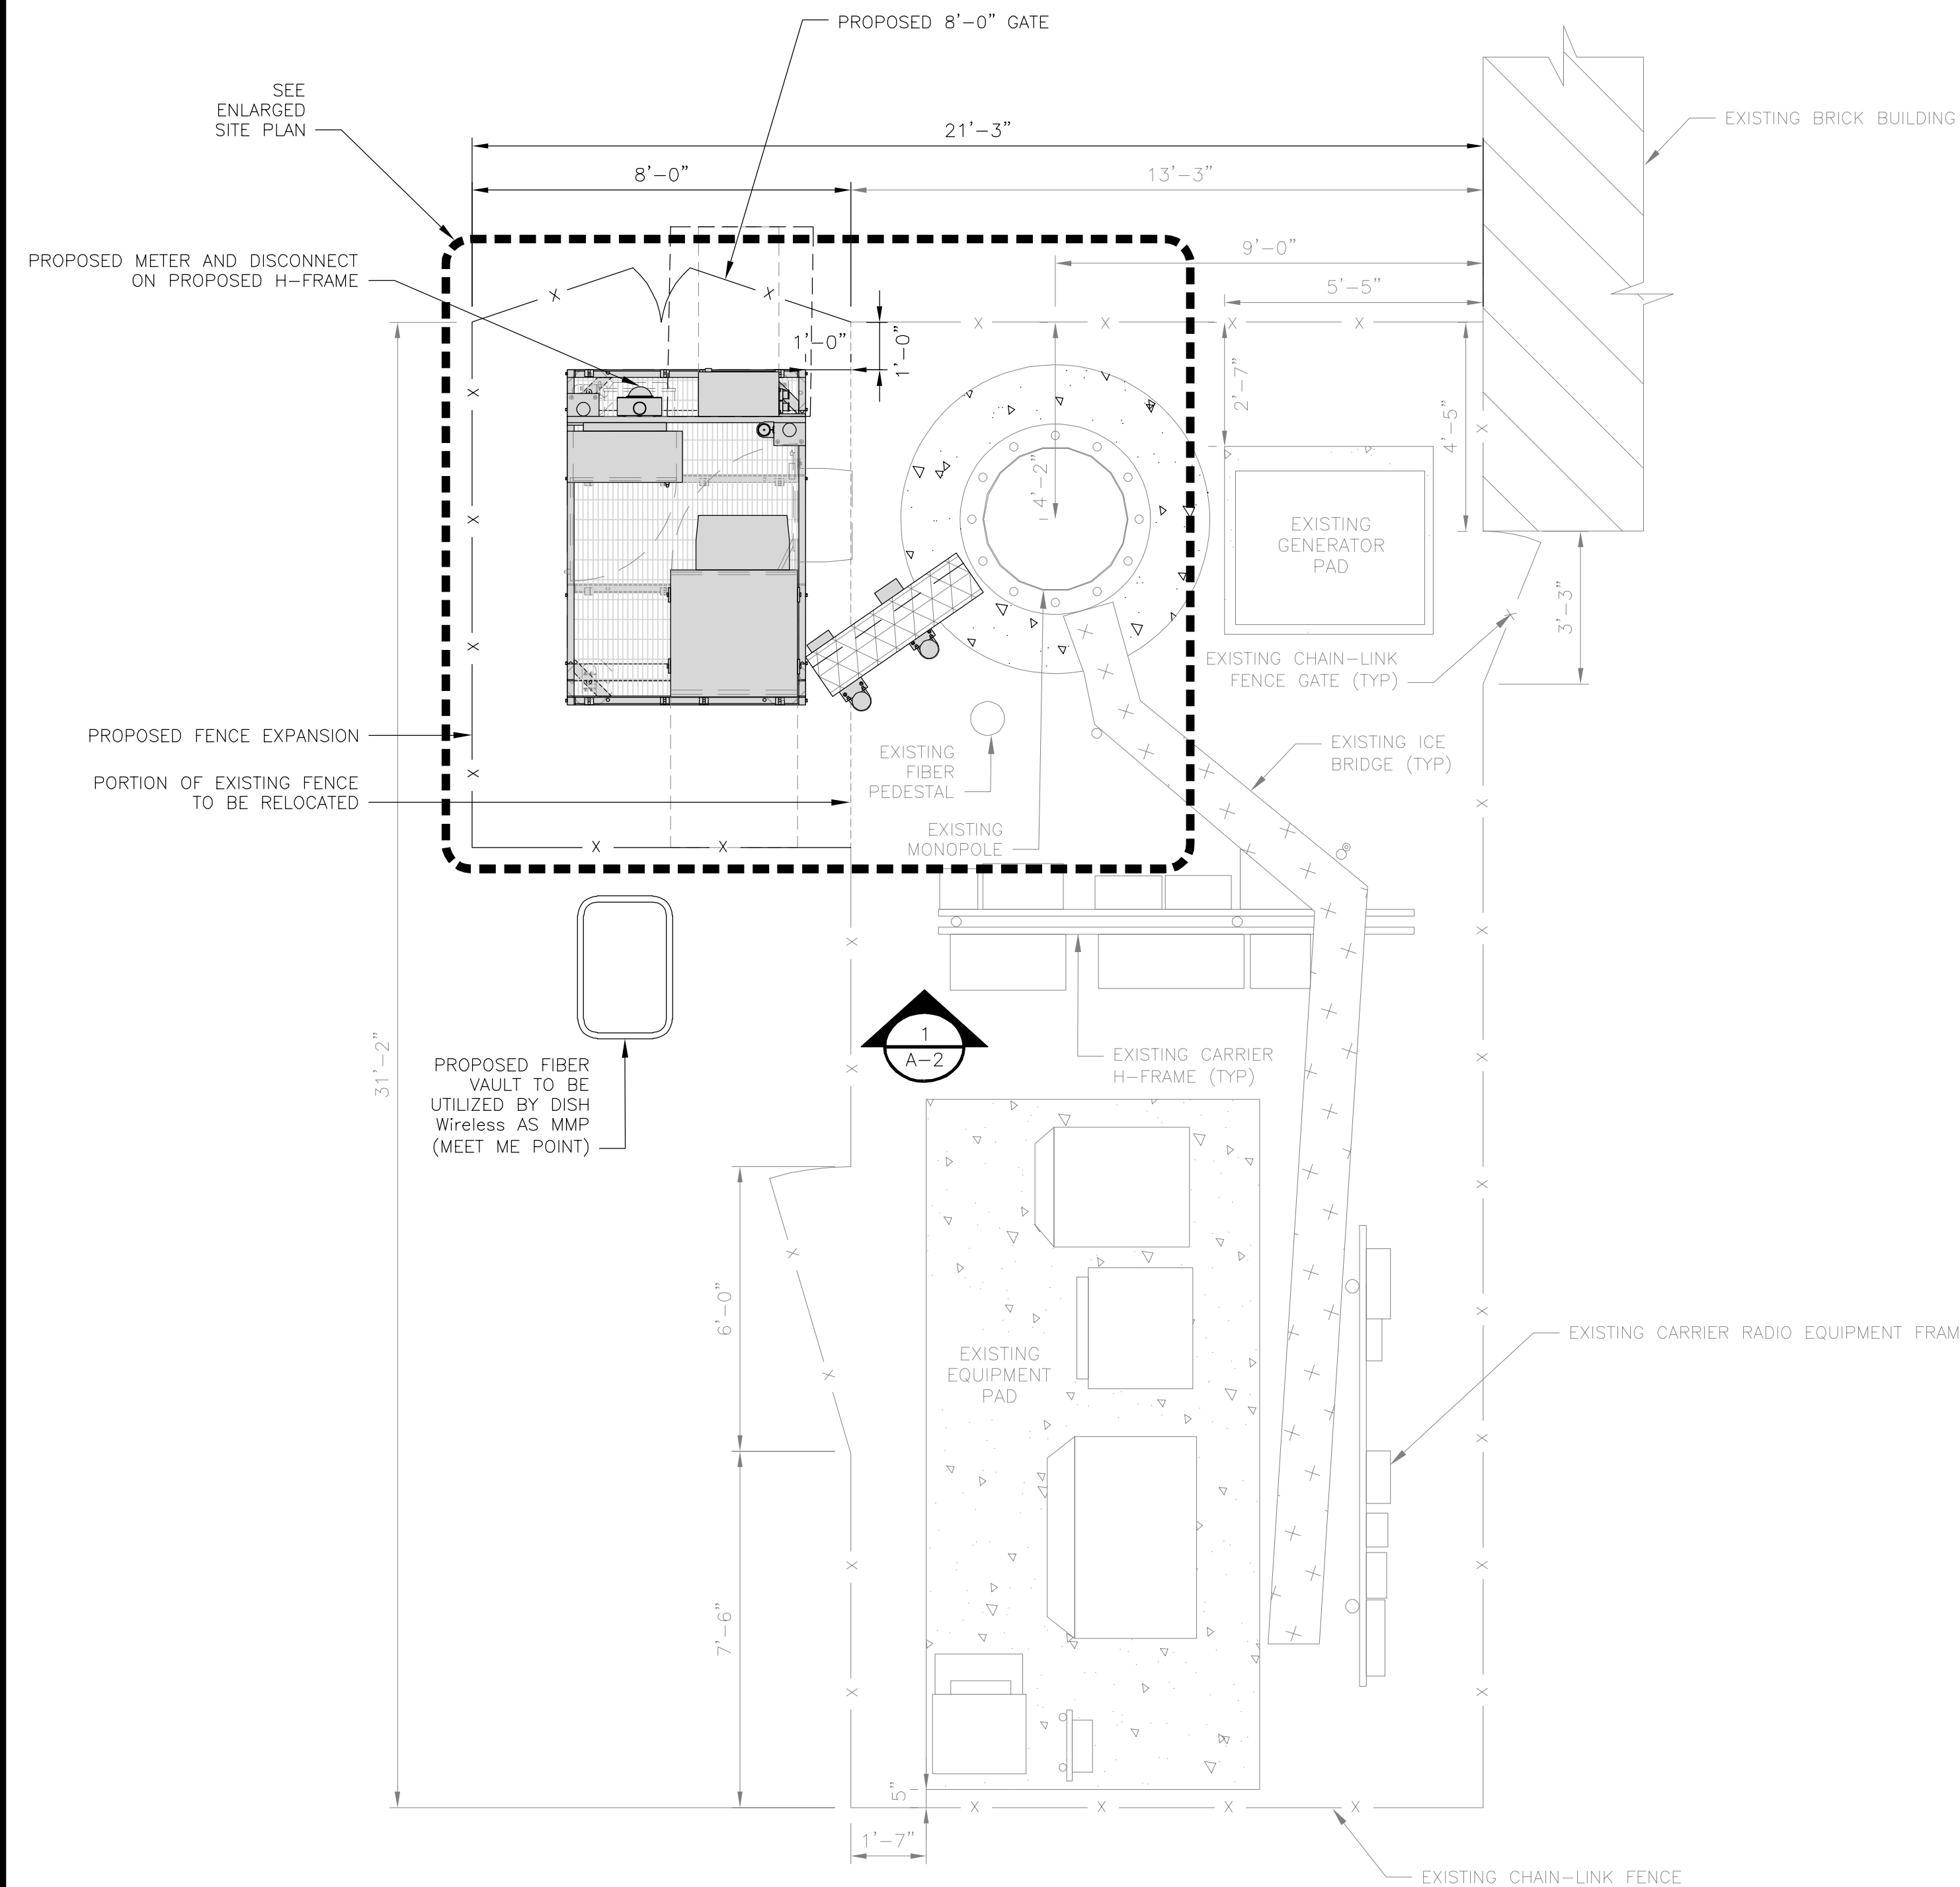 PROPOSED 8'-0" GATE
SEE
ENLARGED
SITE PLAN
EXISTING BRICK BUILDING
21'-3"
8'-0"
13'-3"
9'-0"
PROPOSED METER AND DISCONNECT
ON PROPOSED H-FRAME
5'-5"
1'-0"
1'-0"
2'-7"
4'-5"
4'-2"
EXISTING
GENERATOR
PAD
3'-3"
EXISTING CHAIN-LINK
FENCE GATE (TYP)
PROPOSED FENCE EXPANSION
PORTION OF EXISTING FENCE
TO BE RELOCATED
EXISTING
FIBER
PEDESTAL
EXISTING ICE
BRIDGE (TYP)
EXISTING
MONOPOLE
31'-2"
PROPOSED FIBER
VAULT TO BE
UTILIZED BY DISH
Wireless AS MMP
(MEET ME POINT)
1
A-2
EXISTING CARRIER
H-FRAME (TYP)
6'-0"
EXISTING
EQUIPMENT
PAD
EXISTING CARRIER RADIO EQUIPMENT FRAM
7'-6"
5"
1'-7"
EXISTING CHAIN-LINK FENCE